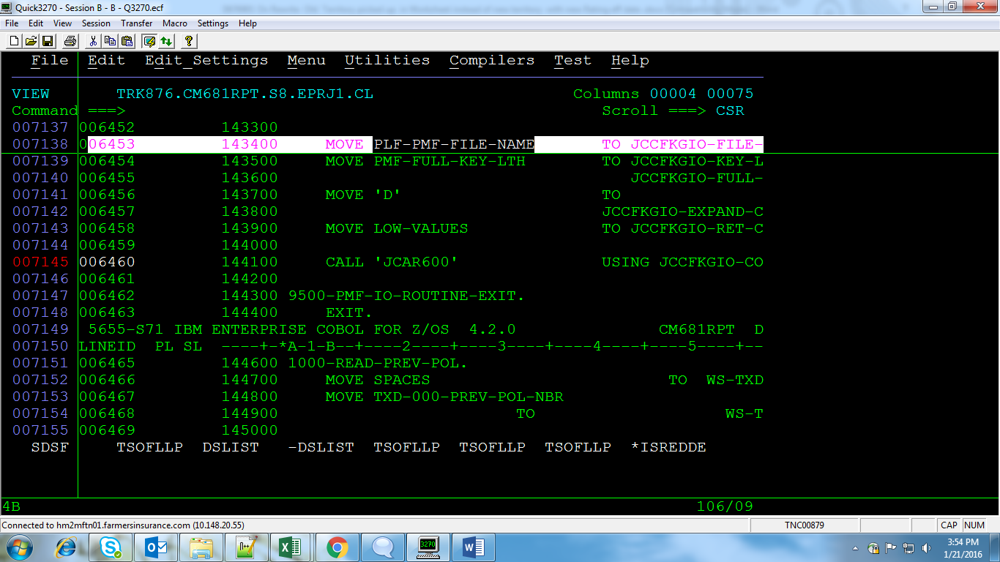 Quick3270 - Session B - B - Q3270.ecf
File Edit View Session Transfer Macro Settings Help
File Edit Edit_Settings Menu Utilities Compilers Test Help
VIEW TRK876.CM681RPT.S8.EPRJ1.CL Columns 00004 00075
Command ===> Scroll ===> CSR
007137 006452 143300
007138 006453 143400 MOVE PLF-PMF-FILE-NAME TO JCCFKGIO-FILE-
007139 006454 143500 MOVE PMF-FULL-KEY-LTH TO JCCFKGIO-KEY-L
007140 006455 143600 JCCFKGIO-FULL-
007141 006456 143700 MOVE 'D' TO
007142 006457 143800 JCCFKGIO-EXPAND-C
007143 006458 143900 MOVE LOW-VALUES TO JCCFKGIO-RET-C
007144 006459 144000
007145 006460 144100 CALL 'JCAR600' USING JCCFKGIO-CO
007146 006461 144200
007147 006462 144300 9500-PMF-IO-ROUTINE-EXIT.
007148 006463 144400 EXIT.
007149 5655-S71 IBM ENTERPRISE COBOL FOR Z/OS 4.2.0 CM681RPT D
007150 LINEID PL SL ----+-*A-1-B--+----2----+----3----+----4----+----5----+--
007151 006465 144600 1000-READ-PREV-POL.
007152 006466 144700 MOVE SPACES TO WS-TXD
007153 006467 144800 MOVE TXD-000-PREV-POL-NBR
007154 006468 144900 TO WS-T
007155 006469 145000
SDSF TSOFLLP DSLIST -DSLIST TSOFLLP TSOFLLP TSOFLLP *ISREDDE
4B 106/09
Connected to hm2mftn01.farmersinsurance.com (10.148.20.55) TNC00879 CAP NUM
3270
3:54 PM
1/21/2016